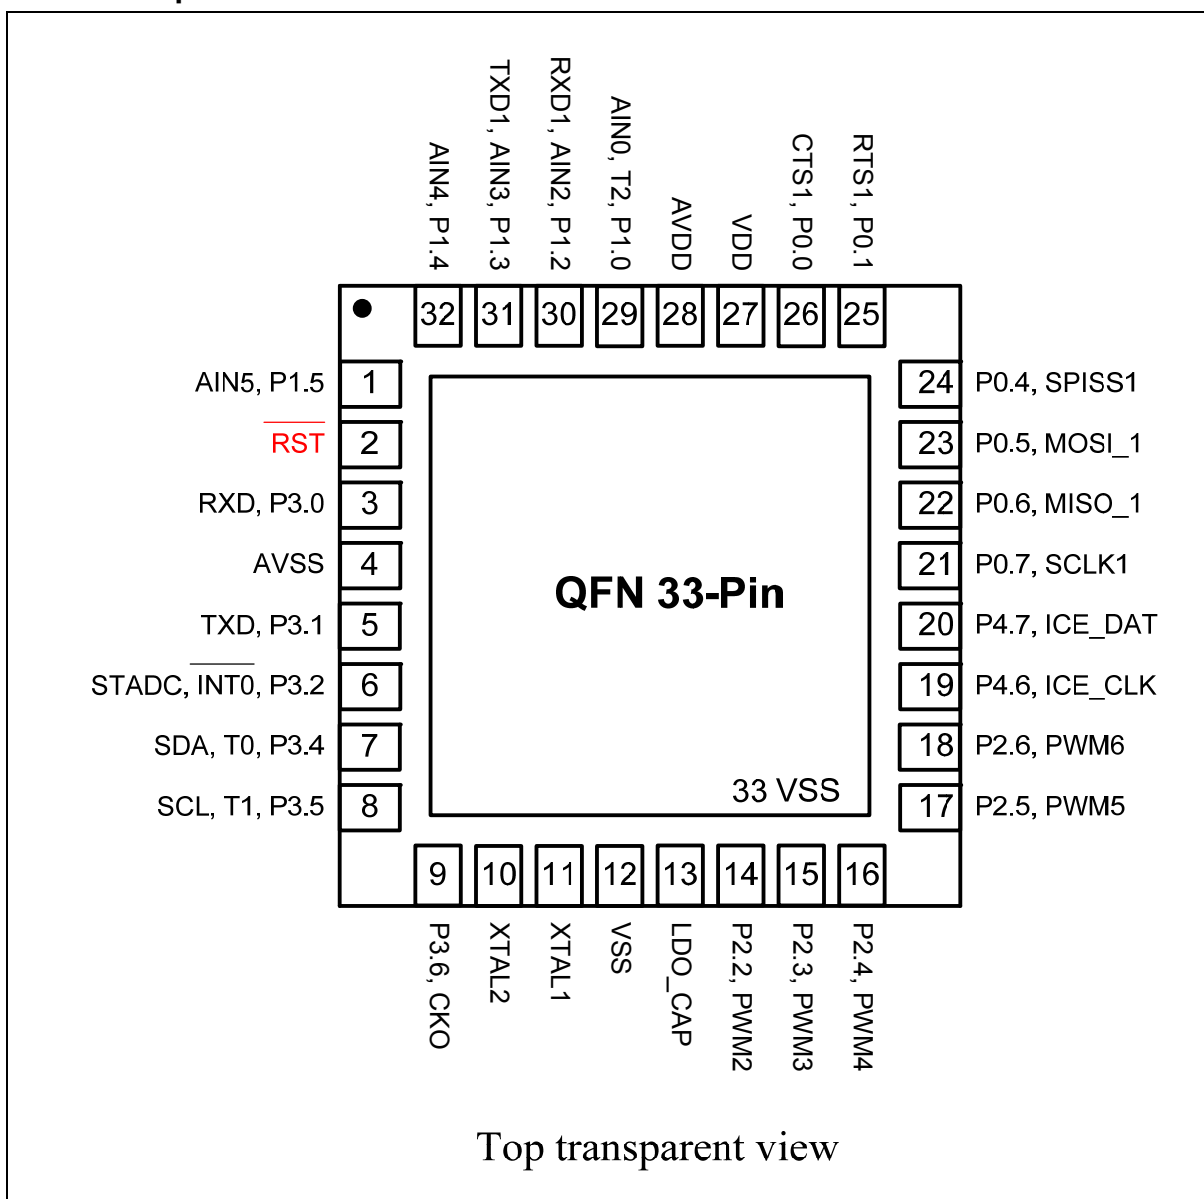 TXD1, AIN3, P1.3
RXD1, AIN2, P1.2
AIN0, T2, P1.0
CTS1, P0.0
RTS1, P0.1
AIN4, P1.4
AVDD
VDD
32
31
30
29
28
27
26
25
AIN5, P1.5
1
24
P0.4, SPISS1
RST
2
23
P0.5, MOSI_1
RXD, P3.0
3
22
P0.6, MISO_1
AVSS
4
21
P0.7, SCLK1
QFN 33-Pin
TXD, P3.1
5
20
P4.7, ICE_DAT
STADC, INT0, P3.2
6
19
P4.6, ICE_CLK
SDA, T0, P3.4
7
18
P2.6, PWM6
33 VSS
SCL, T1, P3.5
8
17
P2.5, PWM5
9
10
11
12
13
14
15
16
P3.6, CKO
XTAL2
XTAL1
VSS
LDO_CAP
P2.2, PWM2
P2.3, PWM3
P2.4, PWM4
Top transparent view